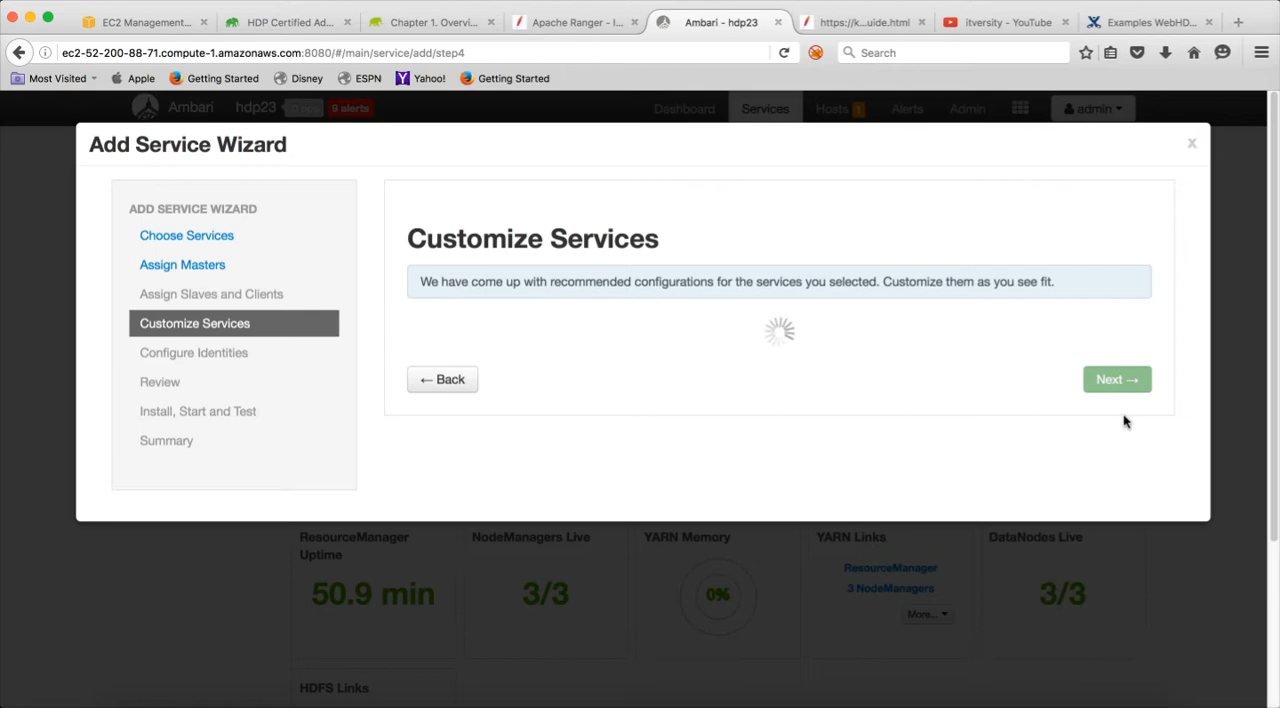 EC2 Management... × HDP Certified Ad... × Chapter 1. Overvi... × Apache Ranger - I... × Ambari - hdp23 × https://k...uide.html × itversity - YouTube × Examples WebHD... × +
ec2-52-200-88-71.compute-1.amazonaws.com:8080/#/main/service/add/step4 Search
Most Visited Apple Getting Started Disney ESPN Yahoo! Getting Started
Ambari hdp23 0 ops 9 alerts Dashboard Services Hosts 1 Alerts Admin admin
Add Service Wizard x
ADD SERVICE WIZARD
Choose Services
Assign Masters
Assign Slaves and Clients
Customize Services
Configure Identities
Review
Install, Start and Test
Summary
Customize Services
We have come up with recommended configurations for the services you selected. Customize them as you see fit.
← Back Next →
ResourceManager Uptime
50.9 min
NodeManagers Live
3/3
YARN Memory
0%
YARN Links
ResourceManager
3 NodeManagers
More...
DataNodes Live
3/3
HDFS Links